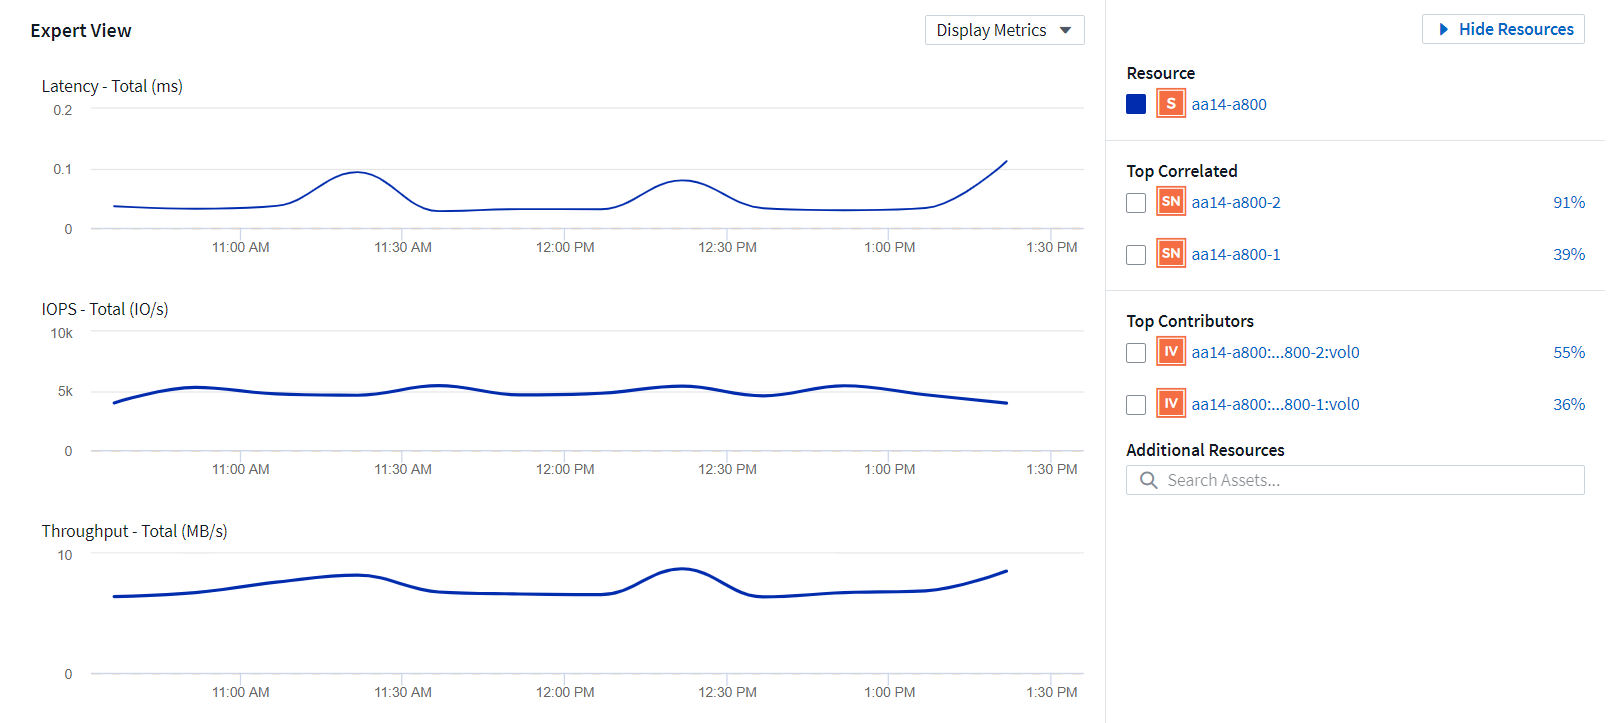 Expert View
Display Metrics
Latency - Total (ms)
0.2
0.1
0
11:00 AM 11:30 AM 12:00 PM 12:30 PM 1:00 PM 1:30 PM
IOPS - Total (IO/s)
10k
5k
0
11:00 AM 11:30 AM 12:00 PM 12:30 PM 1:00 PM 1:30 PM
Throughput - Total (MB/s)
10
0
11:00 AM 11:30 AM 12:00 PM 12:30 PM 1:00 PM 1:30 PM
Hide Resources
Resource
S aa14-a800
Top Correlated
SN aa14-a800-2 91%
SN aa14-a800-1 39%
Top Contributors
IV aa14-a800:...800-2:vol0 55%
IV aa14-a800:...800-1:vol0 36%
Additional Resources
Search Assets...